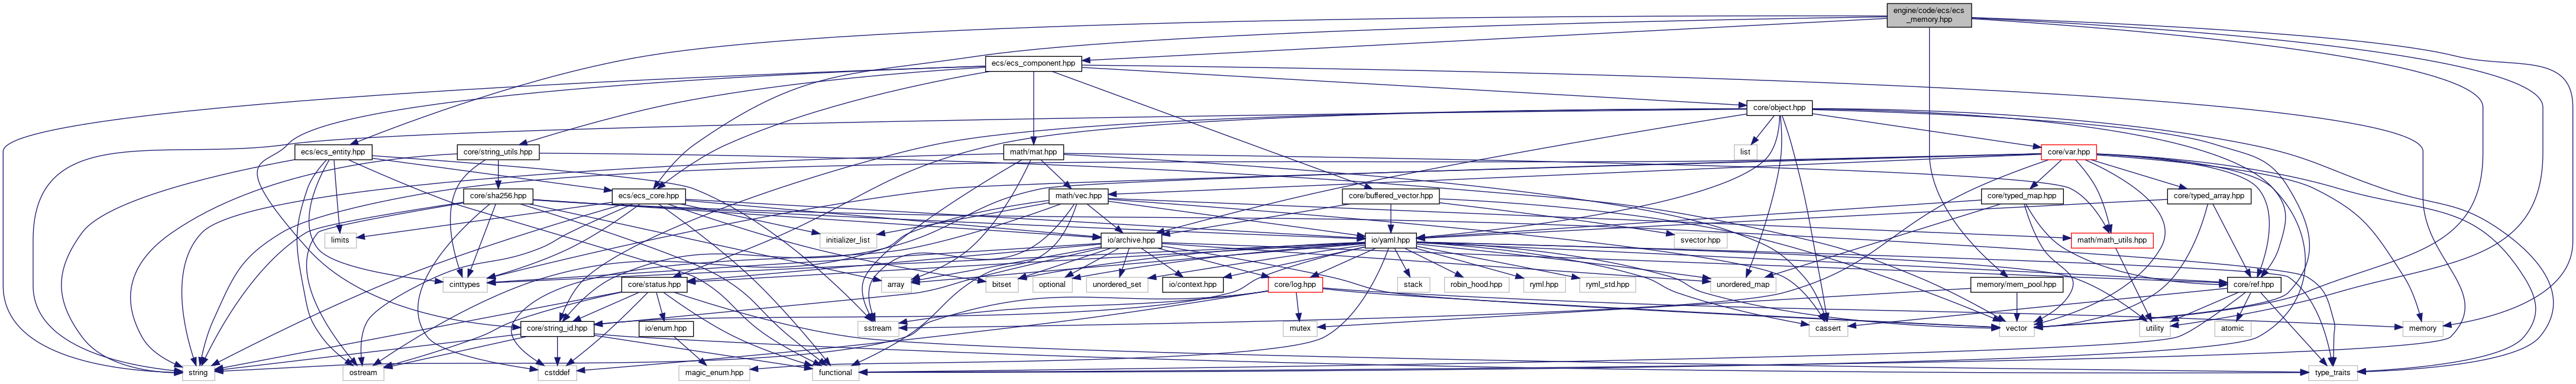 engine/code/ecs/ecs
_memory.hpp
ecs/ecs_component.hpp
core/object.hpp
ecs/ecs_entity.hpp
core/string_utils.hpp
math/mat.hpp
list
core/var.hpp
core/sha256.hpp
ecs/ecs_core.hpp
math/vec.hpp
core/buffered_vector.hpp
core/typed_map.hpp
core/typed_array.hpp
limits
initializer_list
io/archive.hpp
io/yaml.hpp
svector.hpp
math/math_utils.hpp
cinttypes
core/status.hpp
array
bitset
optional
unordered_set
io/context.hpp
core/log.hpp
stack
robin_hood.hpp
ryml.hpp
ryml_std.hpp
unordered_map
memory/mem_pool.hpp
core/ref.hpp
core/string_id.hpp
io/enum.hpp
sstream
mutex
cassert
vector
utility
atomic
memory
string
ostream
cstddef
magic_enum.hpp
functional
type_traits